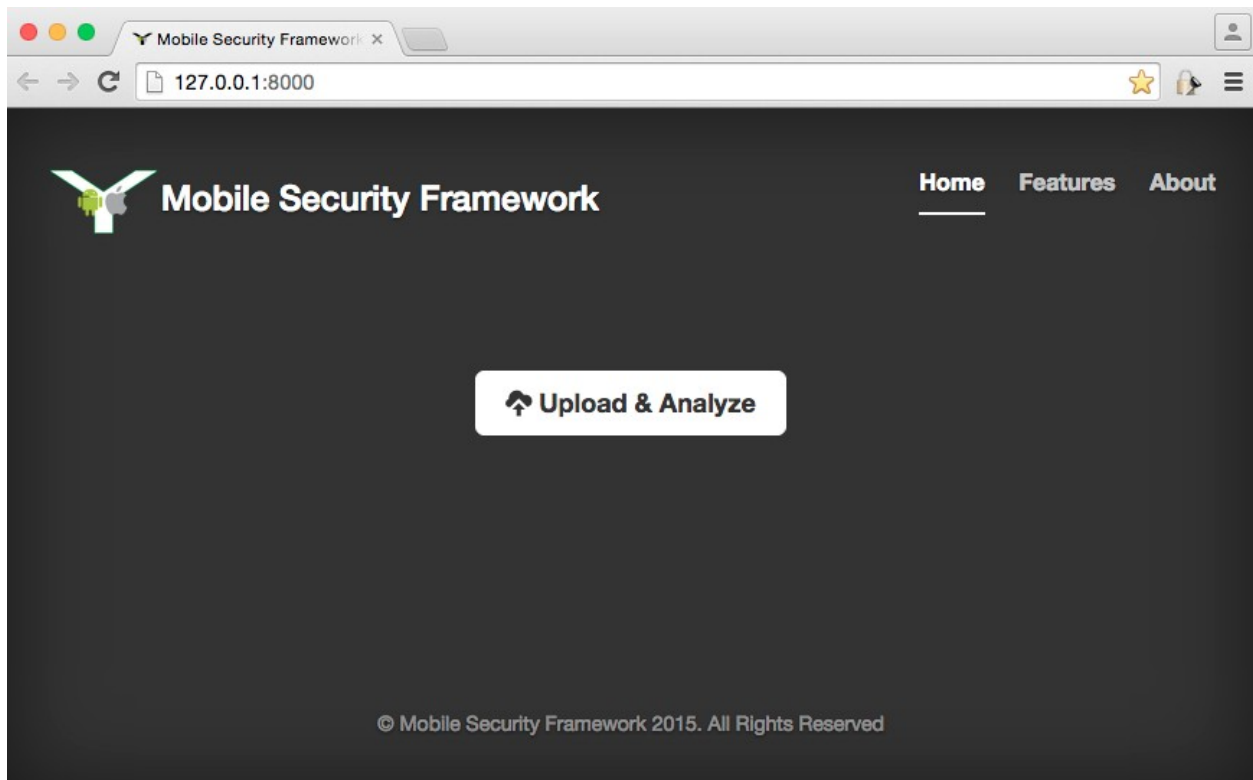 Mobile Security Framework
127.0.0.1:8000
Mobile Security Framework
Home Features About
Upload & Analyze
© Mobile Security Framework 2015. All Rights Reserved